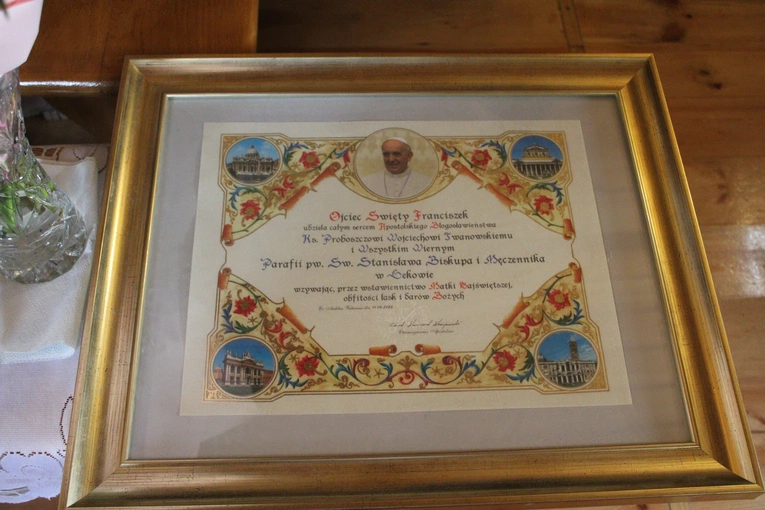 Ojciec Święty Franciszek
udziela całym sercem Apostolskiego Błogosławieństwa
Ks. Proboszczowi Wojciechowi Iwanowskiemu
i Wszystkim Wiernym
Parafii pw. Św. Stanisława Biskupa i Męczennika
w Cekowie
wzywając, przez wstawiennictwo Matki Najświętszej,
obfitości łask i darów Bożych